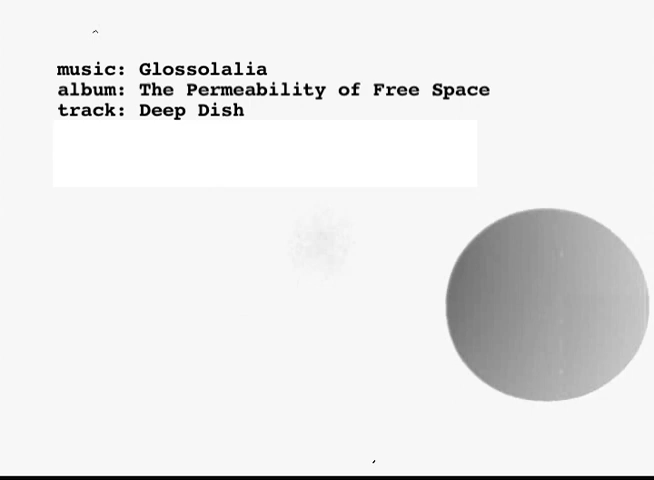 music: Glossolalia
album: The Permeability of Free Space
track: Deep Dish